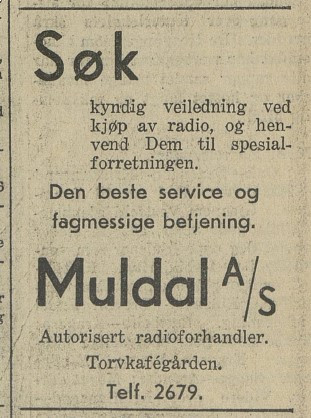 Søk
kyndig veiledning ved
kjøp av radio, og hen-
vend Dem til spesial-
forretningen.
Den beste service og
fagmessige betjening.
Muldal A/S
Autorisert radioforhandler.
Torvkafégården.
Telf. 2679.